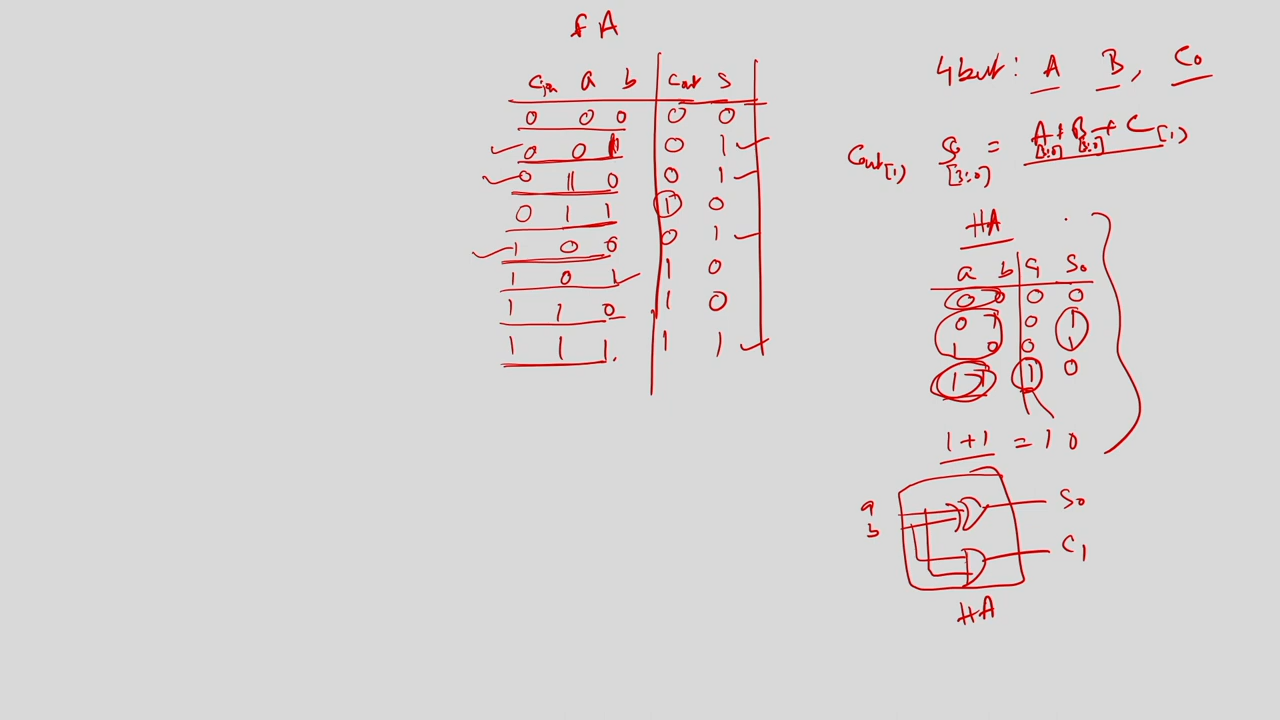 FA
Cin a b Cout S
0 0 0 0 0
0 0 1 0 1
0 1 0 0 1
0 1 1 1 0
1 0 0 0 1
1 0 1 1 0
1 1 0 1 0
1 1 1 1 1
4 bit: A B, C0
Cout[1] S = A + B + C[1]
[3:0] [3:0] [3:0]
HA
a b C1 S0
0 0 0 0
0 1 0 1
1 0 0 1
1 1 1 0
1+1 = 1 0
a
b
S0
C1
HA